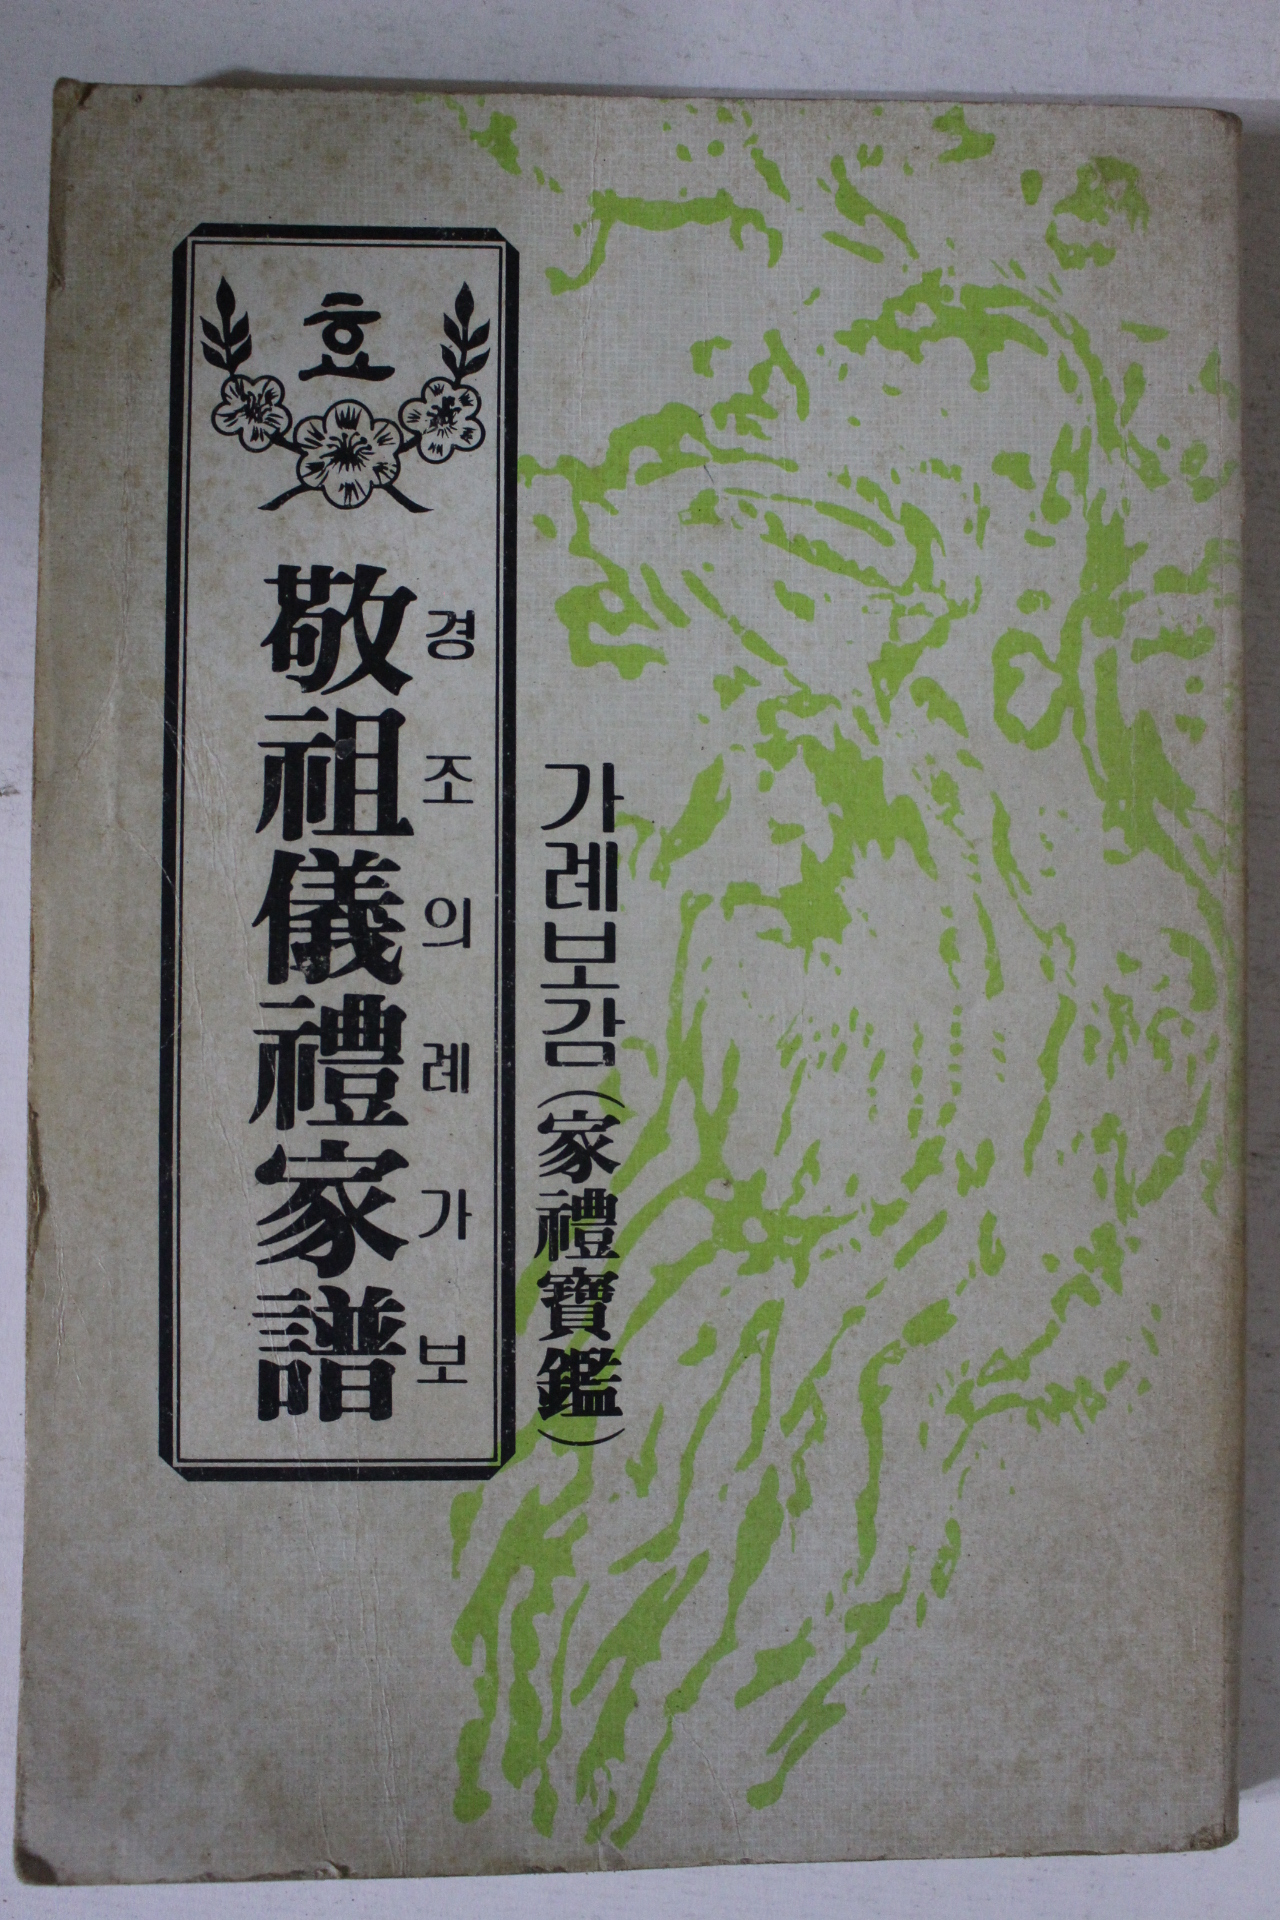 효
敬祖儀禮家譜
경조의례가보
가례보감(家禮寶鑑)